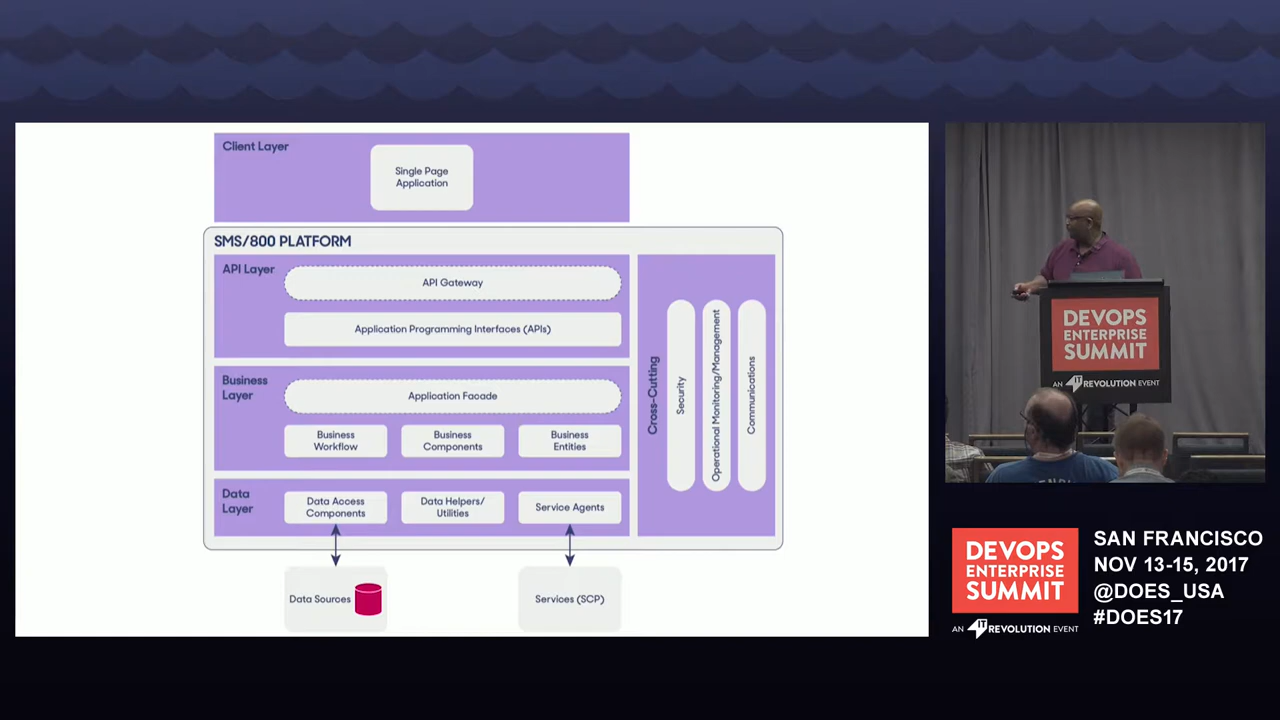 Client Layer
Single Page
Application
SMS/800 PLATFORM
API Layer
API Gateway
Application Programming Interfaces (APIs)
Business
Layer
Application Facade
Business
Workflow
Business
Components
Business
Entities
Data
Layer
Data Access
Components
Data Helpers/
Utilities
Service Agents
Cross-Cutting
Security
Operational Monitoring/Management
Communications
Data Sources
Services (SCP)
DEVOPS
ENTERPRISE
SUMMIT
AN IT REVOLUTION EVENT
DEVOPS
ENTERPRISE
SUMMIT
AN IT REVOLUTION EVENT
SAN FRANCISCO
NOV 13-15, 2017
@DOES_USA
#DOES17